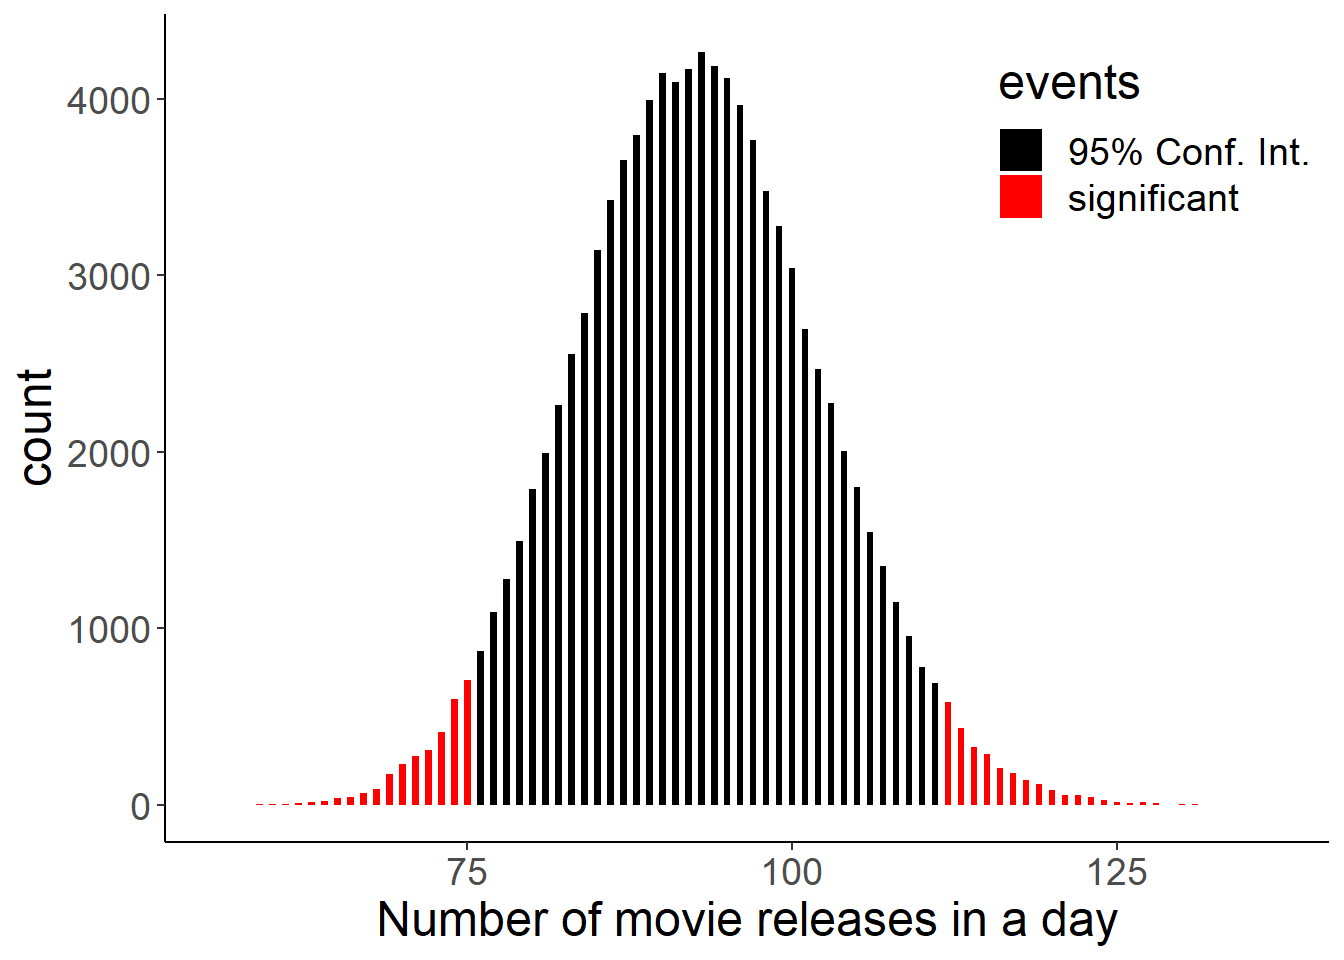 events
95% Conf. Int.
significant
4000
3000
2000
1000
0
count
75 100 125
Number of movie releases in a day